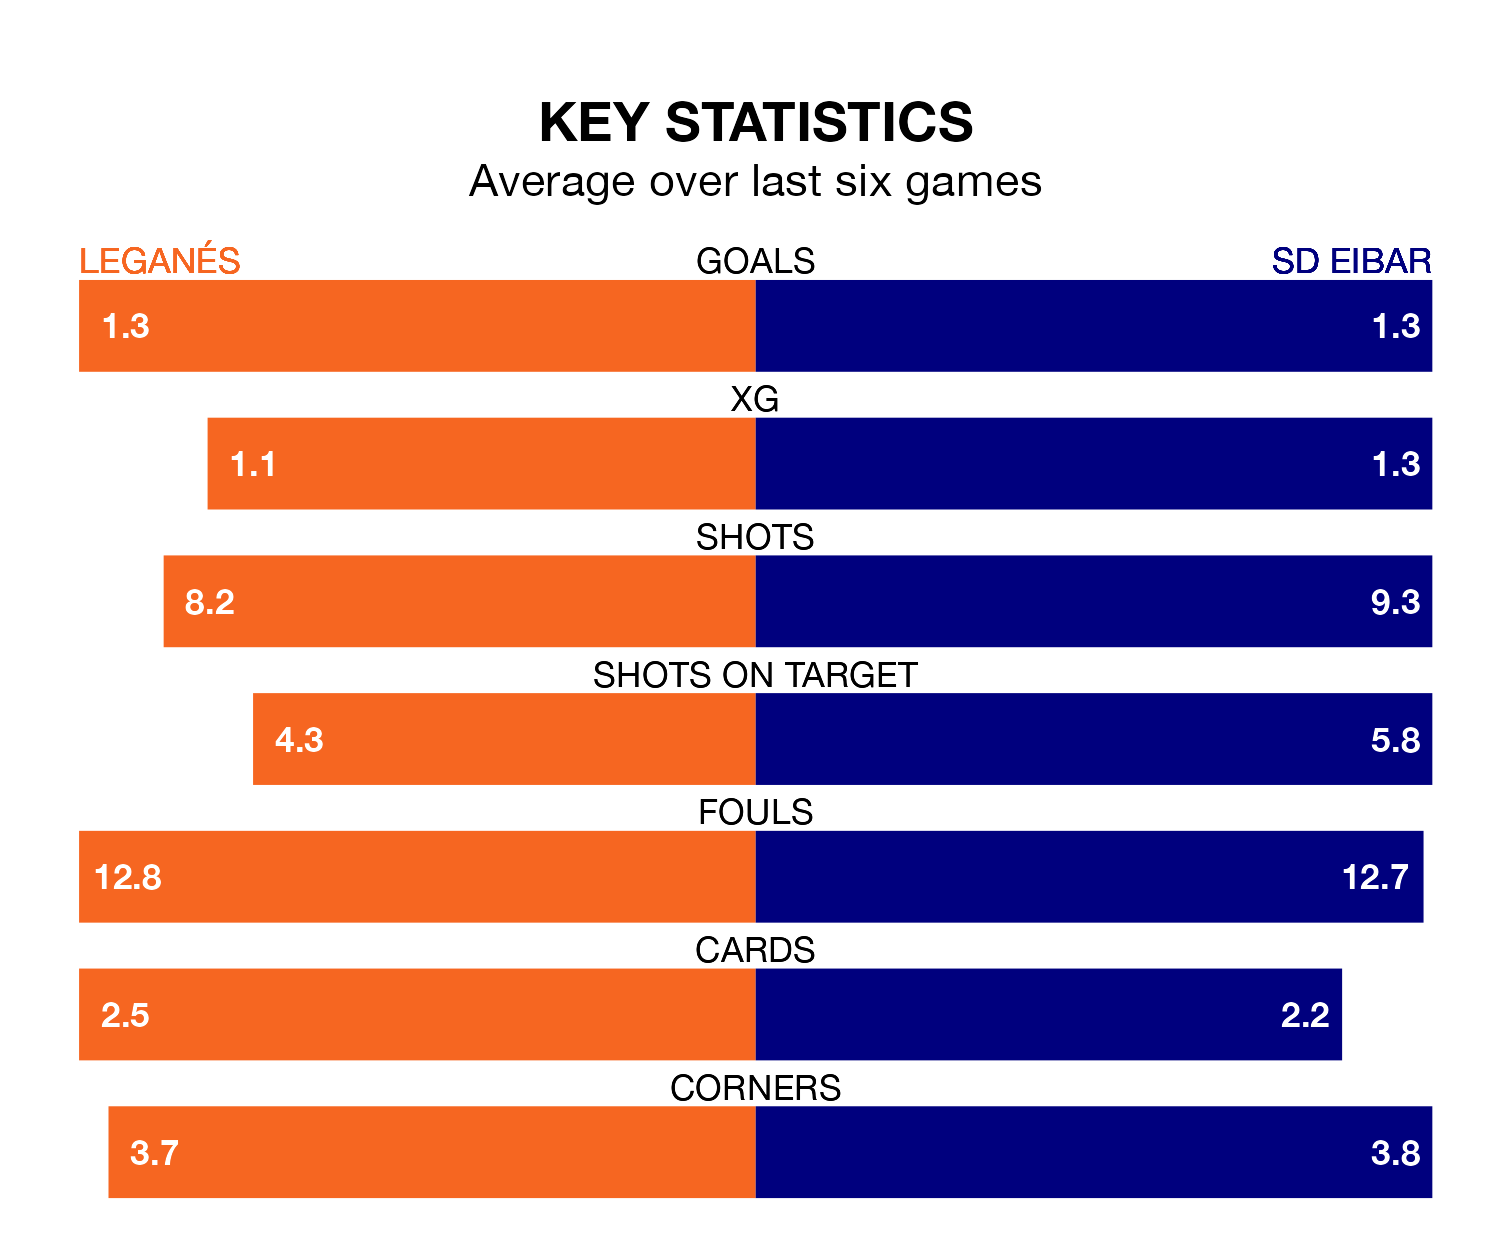 KEY STATISTICS
Average over last six games
LEGANÉS GOALS SD EIBAR
1.3 1.3
XG
1.1 1.3
SHOTS
8.2 9.3
SHOTS ON TARGET
4.3 5.8
FOULS
12.8 12.7
CARDS
2.5 2.2
CORNERS
3.7 3.8